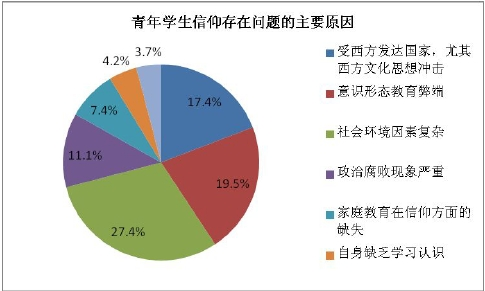 青年学生信仰存在问题的主要原因
3.7%
4.2%
7.4%
17.4%
11.1%
19.5%
27.4%
受西方发达国家，尤其
西方文化思想冲击
意识形态教育弊端
社会环境因素复杂
政治腐败现象严重
家庭教育在信仰方面的
缺失
自身缺乏学习认识